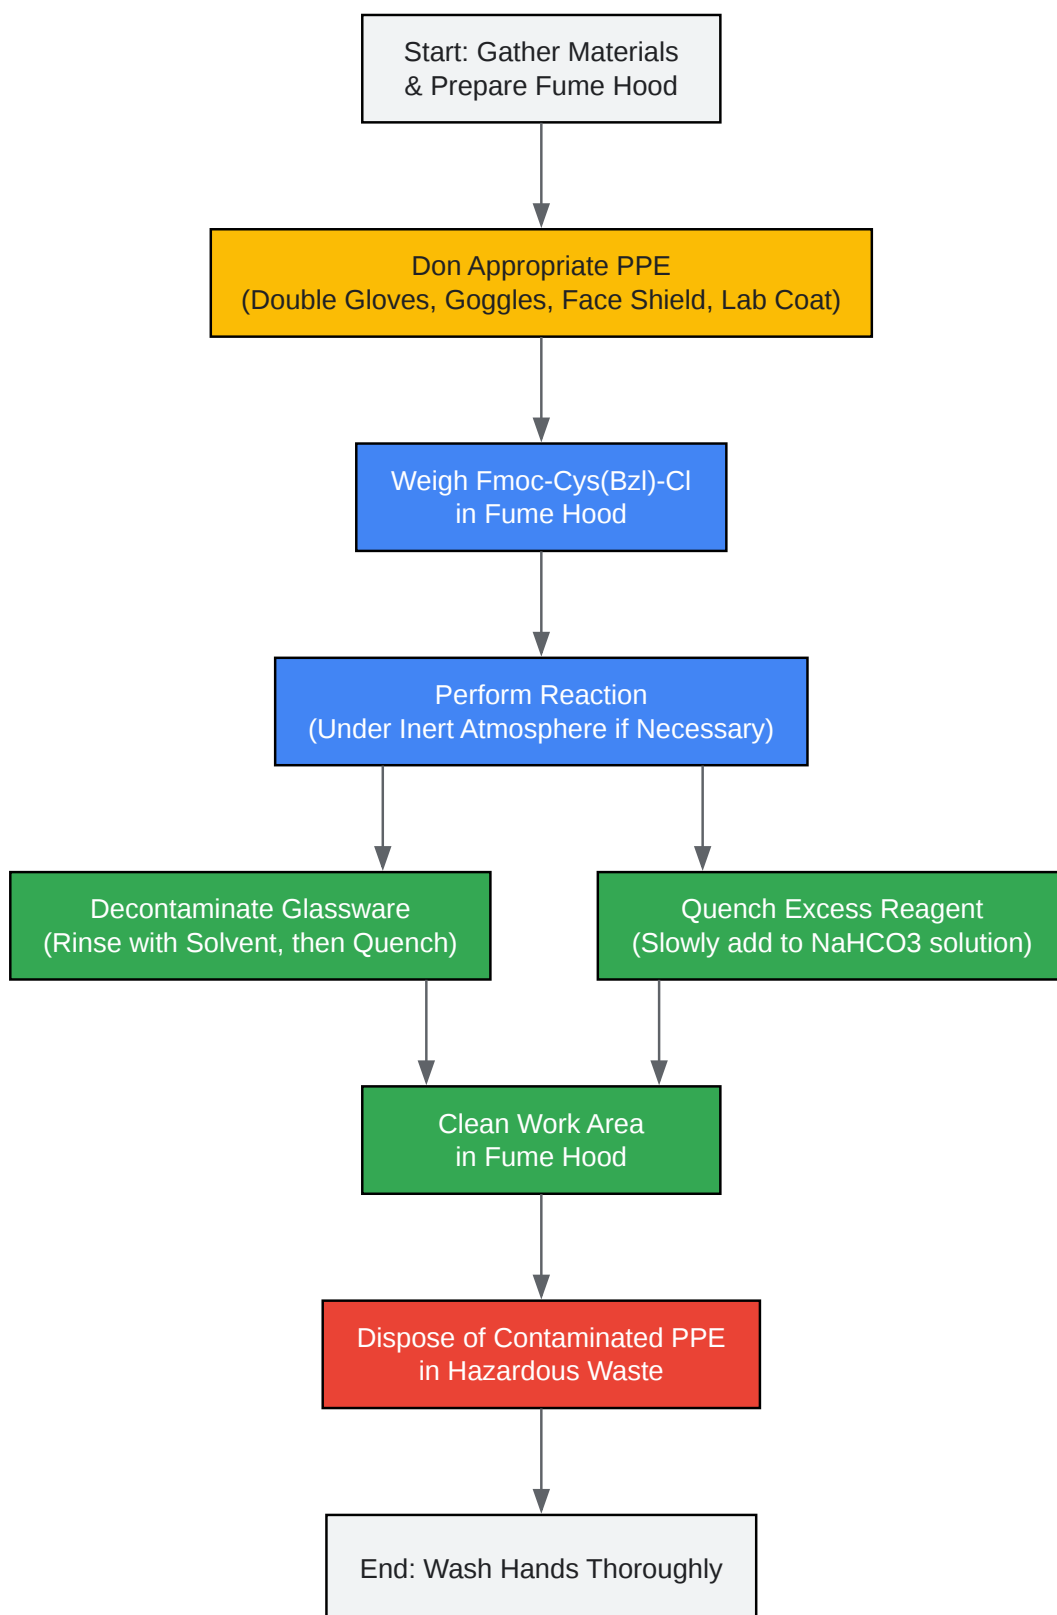 Start: Gather Materials
& Prepare Fume Hood
Don Appropriate PPE
(Double Gloves, Goggles, Face Shield, Lab Coat)
Weigh Fmoc-Cys(Bzl)-Cl
in Fume Hood
Perform Reaction
(Under Inert Atmosphere if Necessary)
Decontaminate Glassware
(Rinse with Solvent, then Quench)
Quench Excess Reagent
(Slowly add to NaHCO3 solution)
Clean Work Area
in Fume Hood
Dispose of Contaminated PPE
in Hazardous Waste
End: Wash Hands Thoroughly